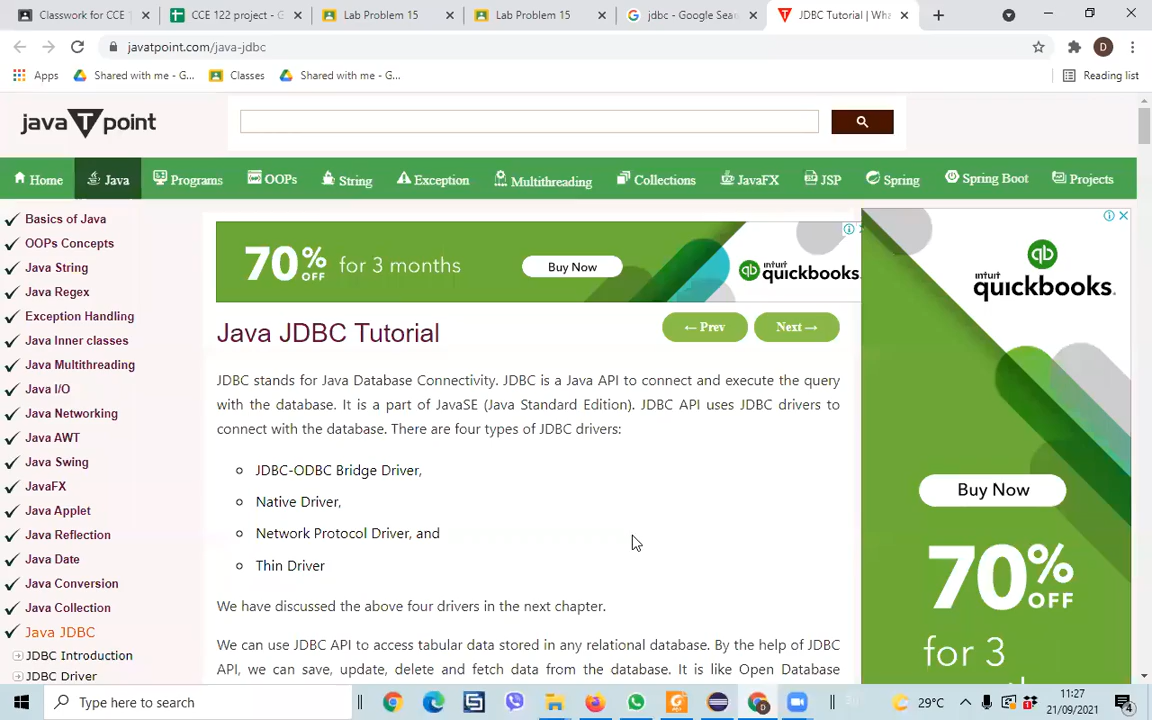 Classwork for CCE 1
CCE 122 project - G
Lab Problem 15
Lab Problem 15
jdbc - Google Sea
JDBC Tutorial | Wha
javatpoint.com/java-jdbc
D
Apps
Shared with me - G...
Classes
Shared with me - G...
Reading list
java T point
Home
Java
Programs
OOPs
String
Exception
Multithreading
Collections
JavaFX
JSP
Spring
Spring Boot
Projects
Basics of Java
OOPs Concepts
Java String
Java Regex
Exception Handling
Java Inner classes
Java Multithreading
Java I/O
Java Networking
Java AWT
Java Swing
JavaFX
Java Applet
Java Reflection
Java Date
Java Conversion
Java Collection
Java JDBC
JDBC Introduction
JDBC Driver
70% OFF for 3 months
Buy Now
qb intuit quickbooks.
Java JDBC Tutorial
← Prev
Next →
JDBC stands for Java Database Connectivity. JDBC is a Java API to connect and execute the query
with the database. It is a part of JavaSE (Java Standard Edition). JDBC API uses JDBC drivers to
connect with the database. There are four types of JDBC drivers:
JDBC-ODBC Bridge Driver,
Native Driver,
Network Protocol Driver, and
Thin Driver
We have discussed the above four drivers in the next chapter.
We can use JDBC API to access tabular data stored in any relational database. By the help of JDBC
API, we can save, update, delete and fetch data from the database. It is like Open Database
qb
intuit
quickbooks.
Buy Now
70%
OFF
for 3
Type here to search
29°C
11:27
21/09/2021
4